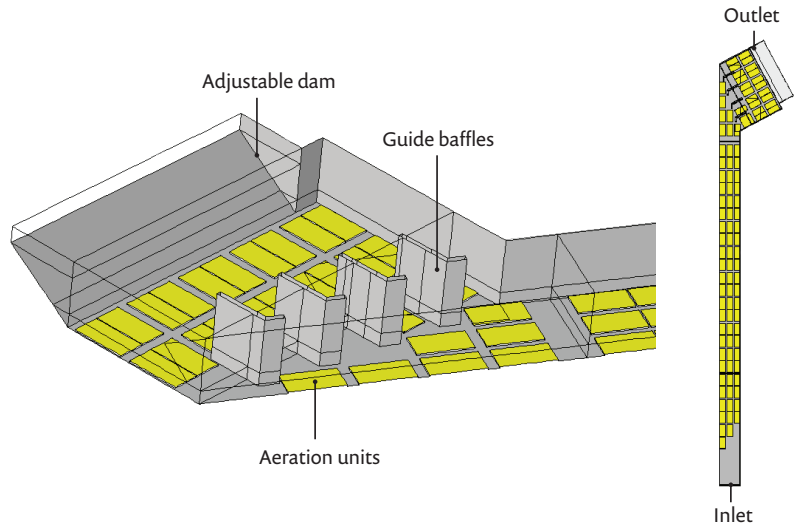 Outlet
Adjustable dam
Guide baffles
Aeration units
Inlet